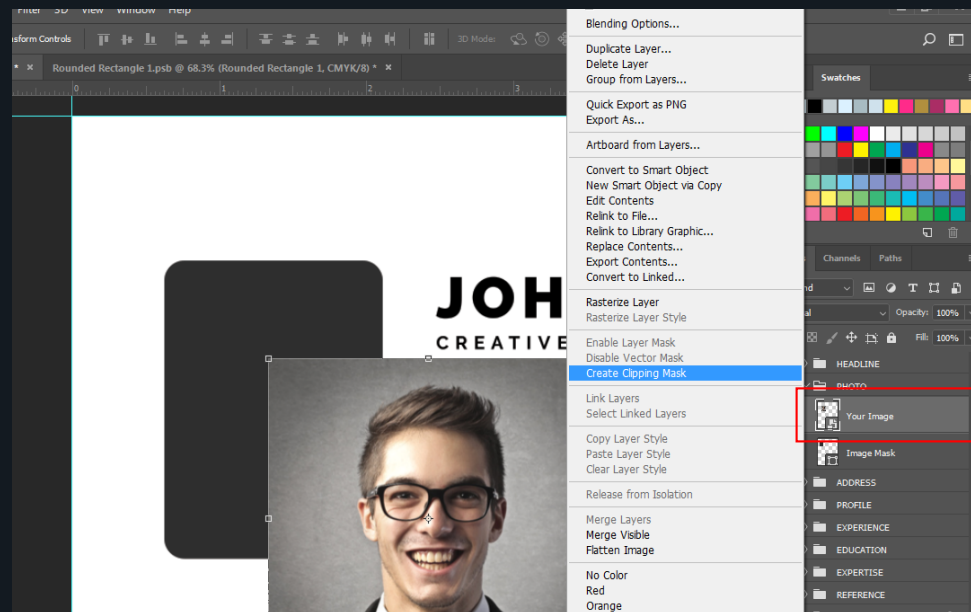 Filter 3D View Window Help
Transform Controls
3D Mode:
* × Rounded Rectangle 1.psb @ 68.3% (Rounded Rectangle 1, CMYK/8) * ×
0 1 2 3
JOH
CREATIVE
Blending Options...
Duplicate Layer...
Delete Layer
Group from Layers...
Quick Export as PNG
Export As...
Artboard from Layers...
Convert to Smart Object
New Smart Object via Copy
Edit Contents
Relink to File...
Relink to Library Graphic...
Replace Contents...
Export Contents...
Convert to Linked...
Rasterize Layer
Rasterize Layer Style
Enable Layer Mask
Disable Vector Mask
Create Clipping Mask
Link Layers
Select Linked Layers
Copy Layer Style
Paste Layer Style
Clear Layer Style
Release from Isolation
Merge Layers
Merge Visible
Flatten Image
No Color
Red
Orange
Swatches
Channels Paths
Opacity: 100%
Fill: 100%
HEADLINE
PHOTO
Your Image
Image Mask
ADDRESS
PROFILE
EXPERIENCE
EDUCATION
EXPERTISE
REFERENCE